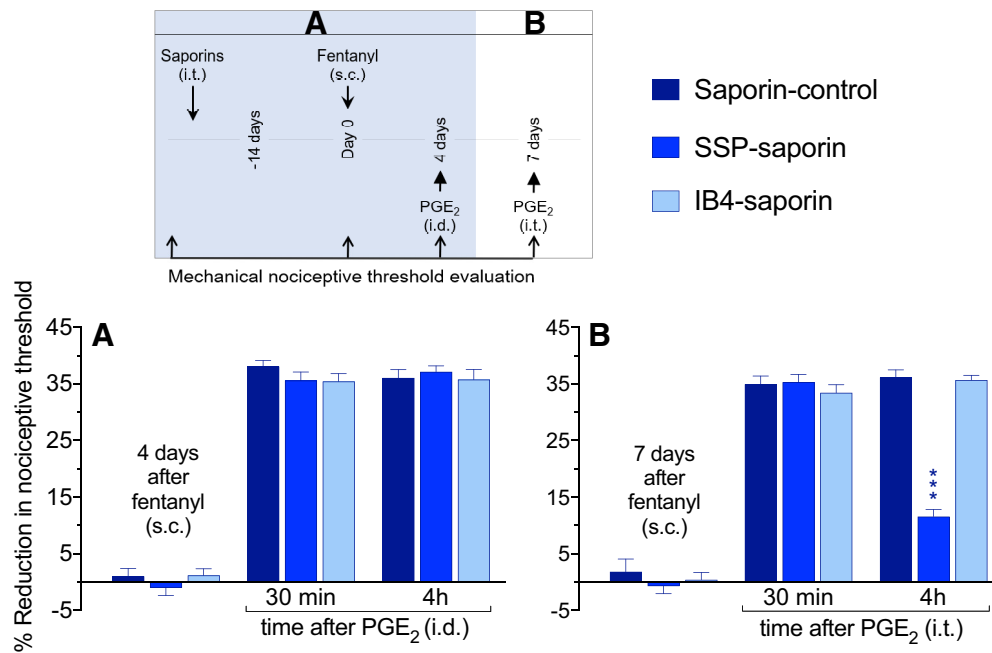 A
B
Saporins
(i.t.)
Fentanyl
(s.c.)
-14 days
Day 0
4 days
7 days
PGE2
(i.d.)
PGE2
(i.t.)
Mechanical nociceptive threshold evaluation
Saporin-control
SSP-saporin
IB4-saporin
% Reduction in nociceptive threshold
A
45
35
25
15
5
-5
4 days
after
fentanyl
(s.c.)
30 min
4h
time after PGE2 (i.d.)
B
45
35
25
15
5
-5
7 days
after
fentanyl
(s.c.)
***
30 min
4h
time after PGE2 (i.t.)